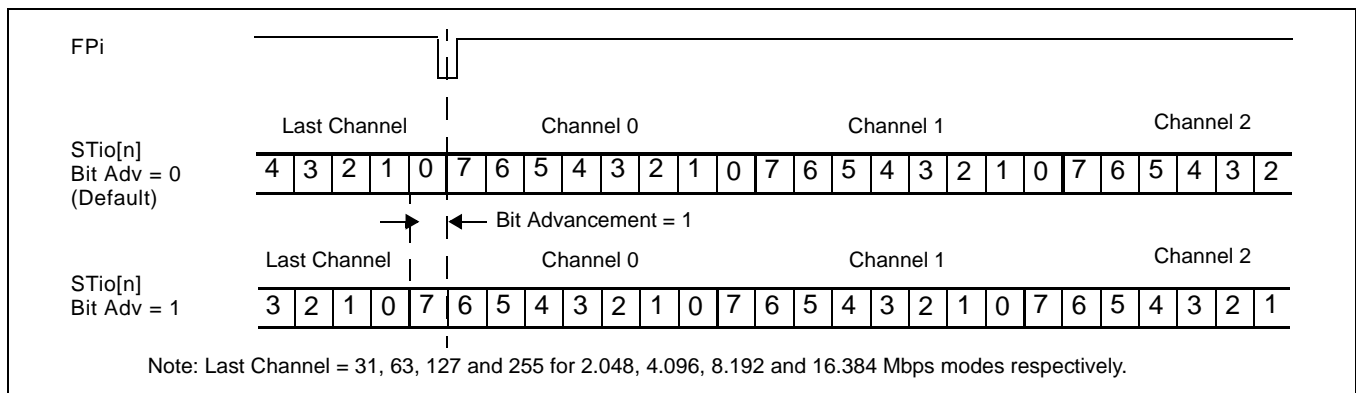 FPi
Last Channel Channel 0 Channel 1 Channel 2
STio[n]
Bit Adv = 0
(Default)
4 3 2 1 0 7 6 5 4 3 2 1 0 7 6 5 4 3 2 1 0 7 6 5 4 3 2
Bit Advancement = 1
Last Channel Channel 0 Channel 1 Channel 2
STio[n]
Bit Adv = 1
3 2 1 0 7 6 5 4 3 2 1 0 7 6 5 4 3 2 1 0 7 6 5 4 3 2 1
Note: Last Channel = 31, 63, 127 and 255 for 2.048, 4.096, 8.192 and 16.384 Mbps modes respectively.